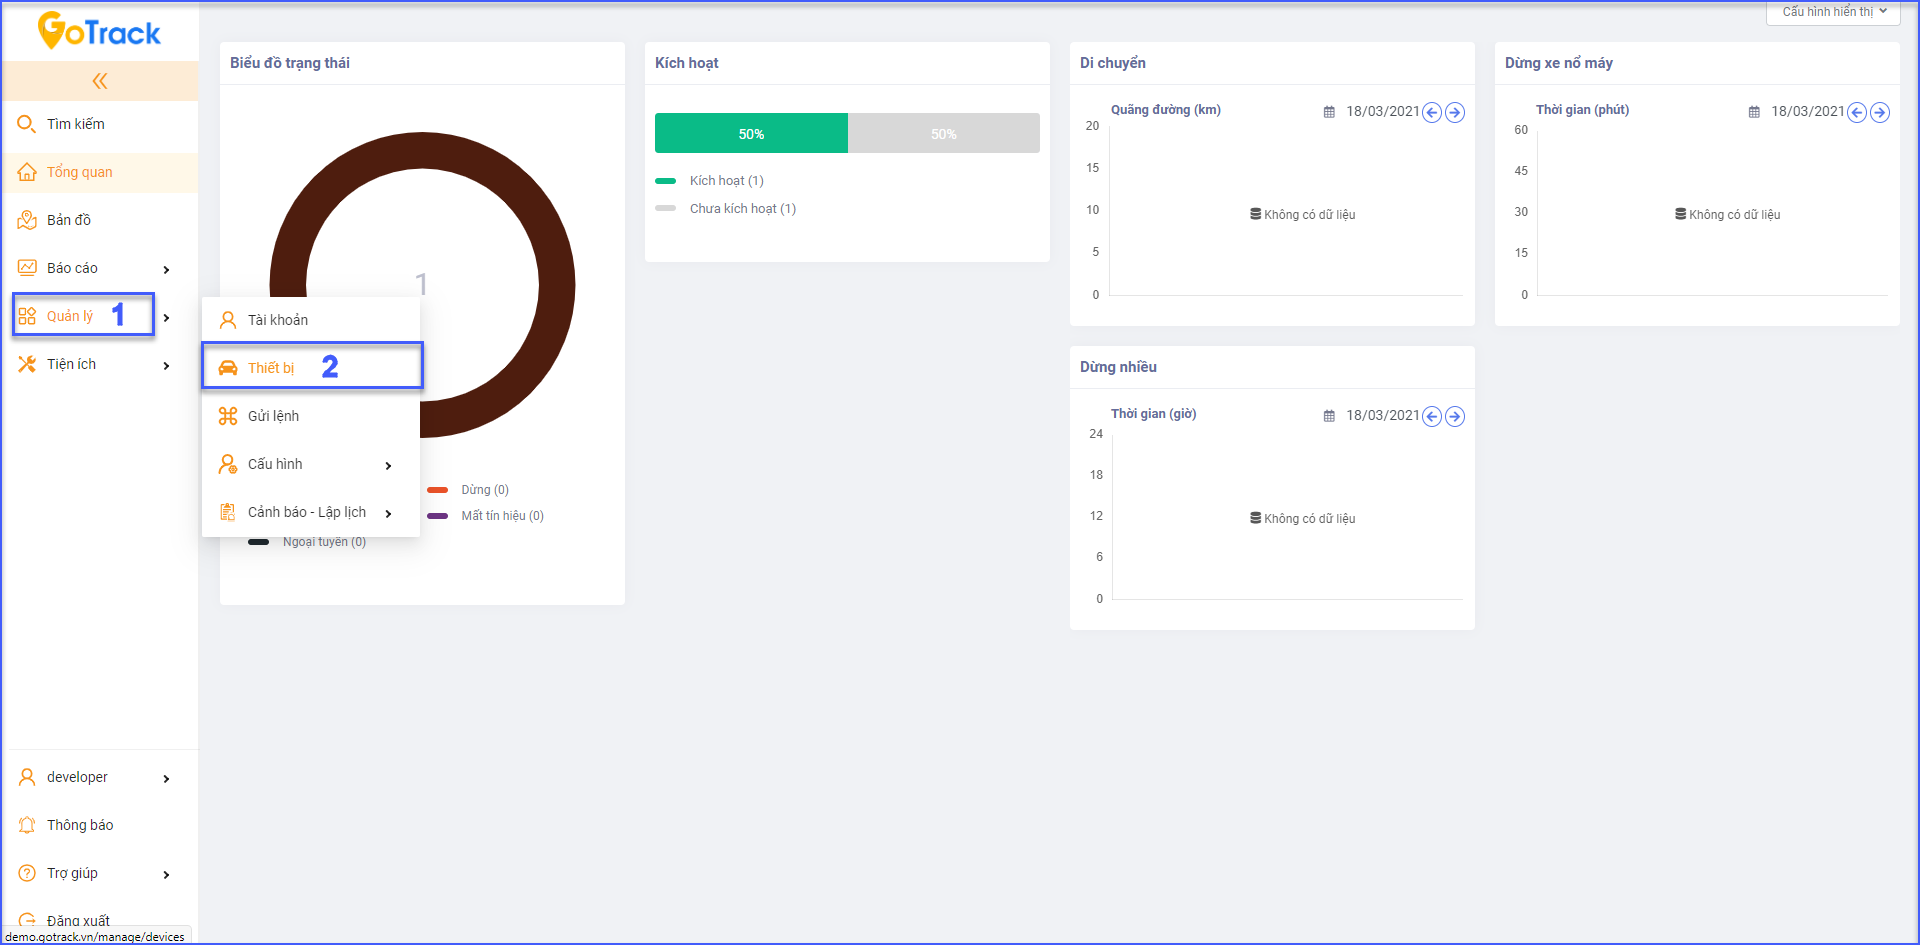 GoTrack
Tìm kiếm
Tổng quan
Bản đồ
Báo cáo
Quản lý 1
Tiện ích
developer
Thông báo
Trợ giúp
Đăng xuất
demo.gotrack.vn/manage/devices
Tài khoản
Thiết bị 2
Gửi lệnh
Cấu hình
Cảnh báo - Lập lịch
Cấu hình hiển thị
Biểu đồ trạng thái
1
Dừng (0)
Mất tín hiệu (0)
Ngoại tuyến (0)
Kích hoạt
50% 50%
Kích hoạt (1)
Chưa kích hoạt (1)
Di chuyển
Quãng đường (km) 18/03/2021
20
15
10
5
0
Không có dữ liệu
Dừng xe nổ máy
Thời gian (phút) 18/03/2021
60
45
30
15
0
Không có dữ liệu
Dừng nhiều
Thời gian (giờ) 18/03/2021
24
18
12
6
0
Không có dữ liệu